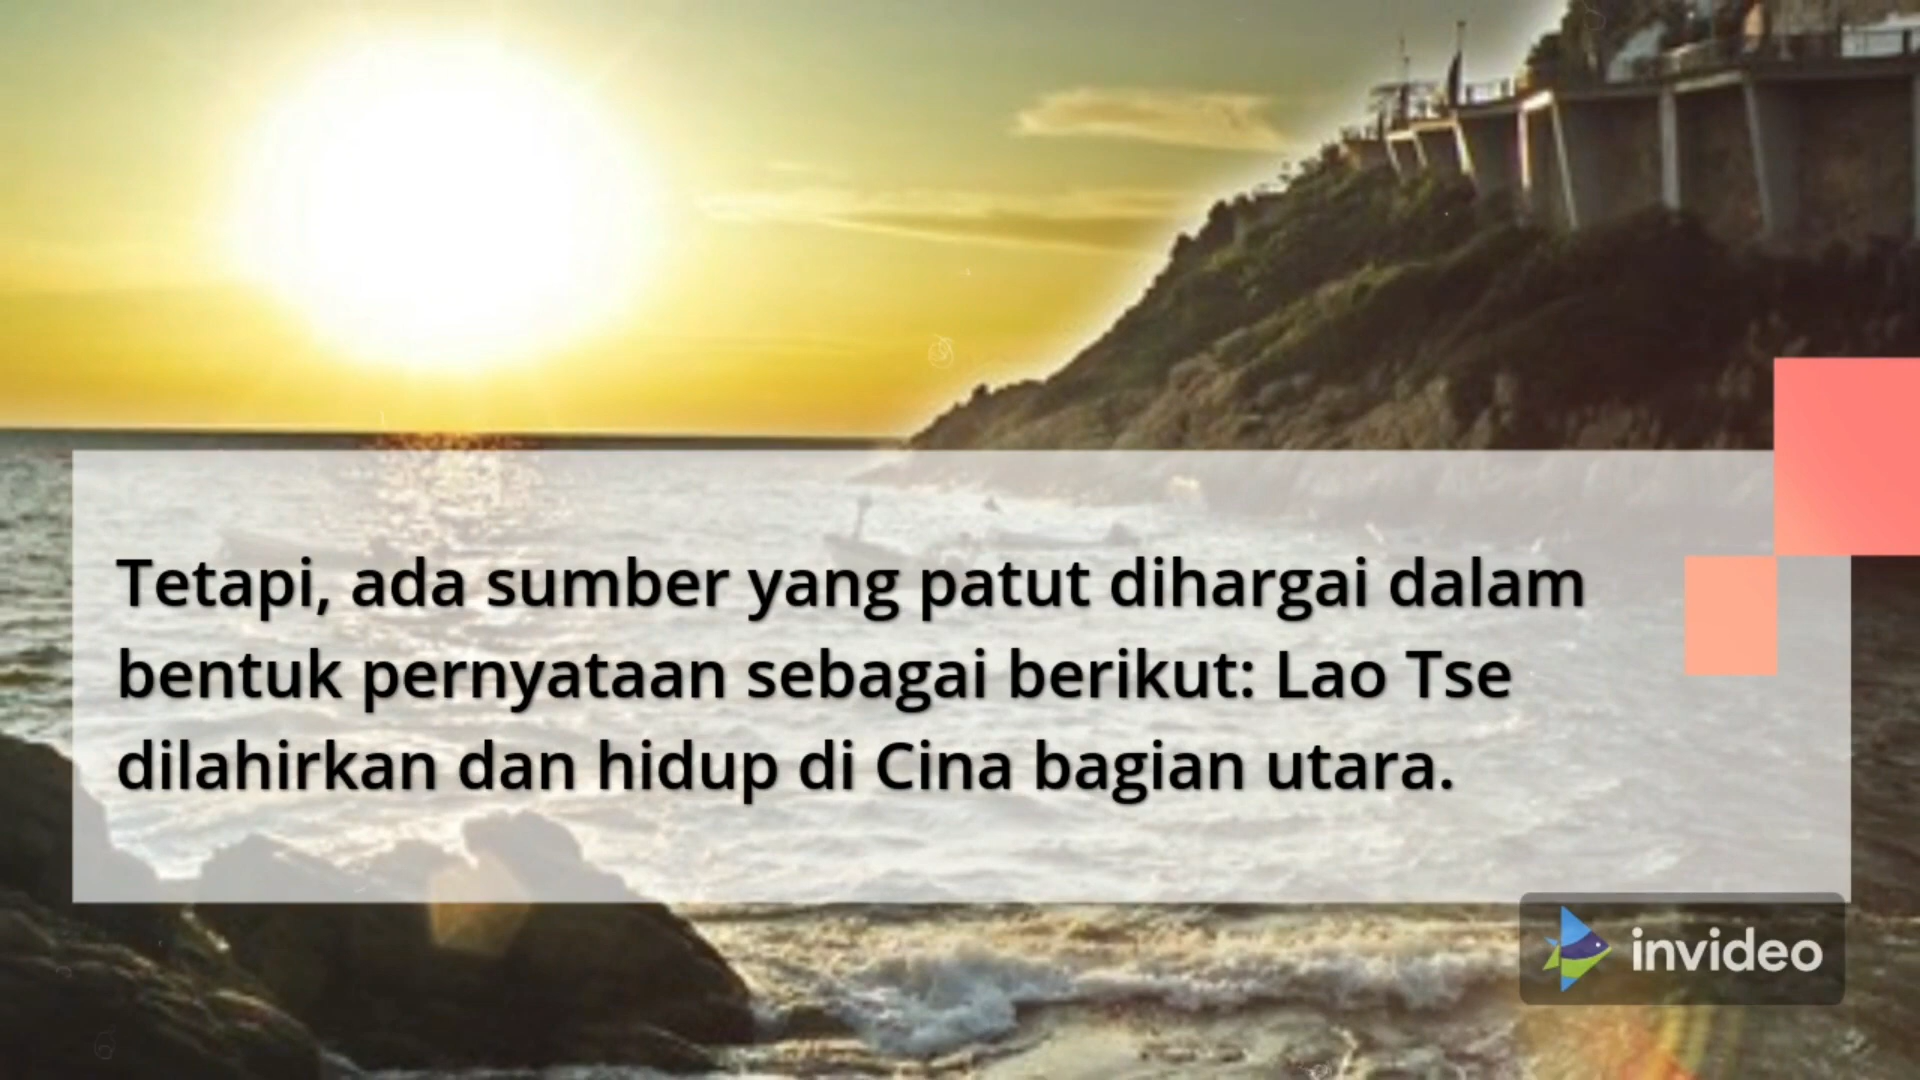 Tetapi, ada sumber yang patut dihargai dalam
bentuk pernyataan sebagai berikut: Lao Tse
dilahirkan dan hidup di Cina bagian utara.
invideo